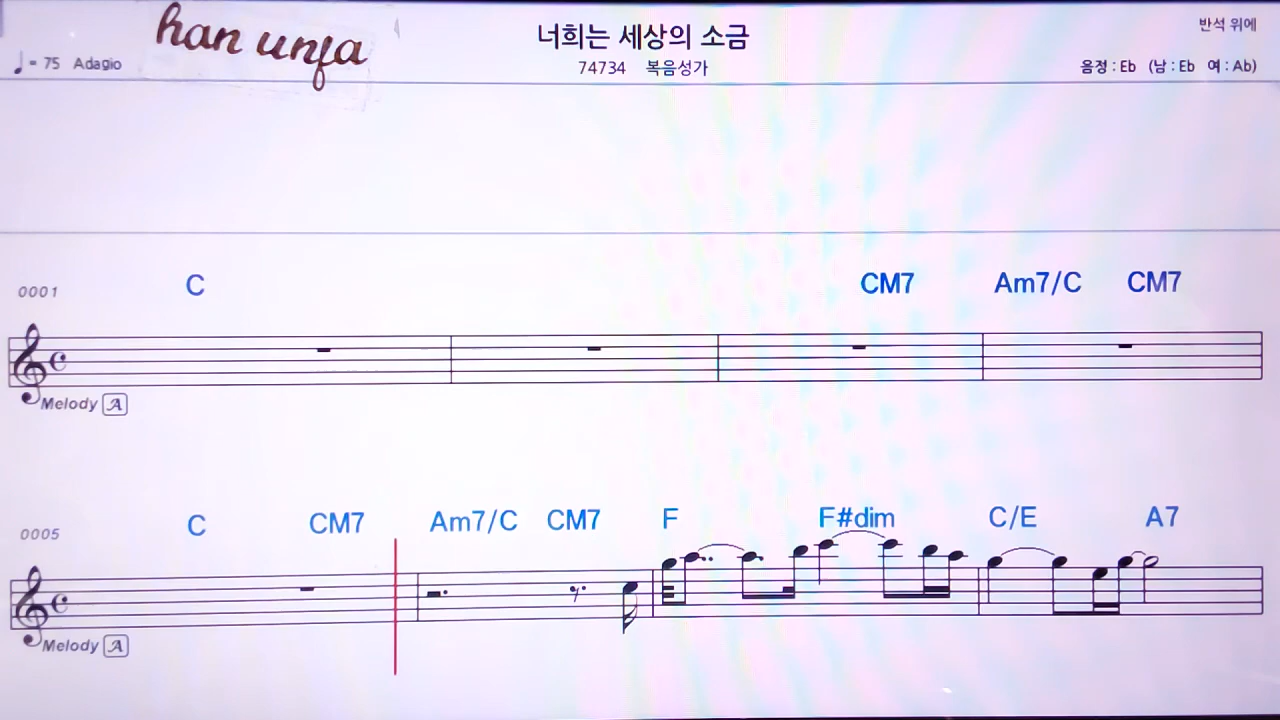 han unfa
너희는 세상의 소금
반석 위에
♩= 75 Adagio
74734 복음성가
음정 : Eb (남 : Eb 여 : Ab)
0001 C CM7 Am7/C CM7
Melody A
0005 C CM7 Am7/C CM7 F F#dim C/E A7
Melody A